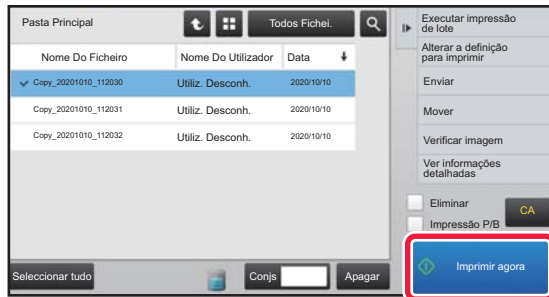 Pasta Principal
Todos Fichei.
Nome Do Ficheiro
Nome Do Utilizador
Data
Copy_20201010_112030
Utiliz. Desconh.
2020/10/10
Copy_20201010_112031
Utiliz. Desconh.
2020/10/10
Copy_20201010_112032
Utiliz. Desconh.
2020/10/10
Seleccionar tudo
Conjs
Apagar
Executar impressão
de lote
Alterar a definição
para imprimir
Enviar
Mover
Verificar imagem
Ver informações
detalhadas
Eliminar
Impressão P/B
CA
Imprimir agora